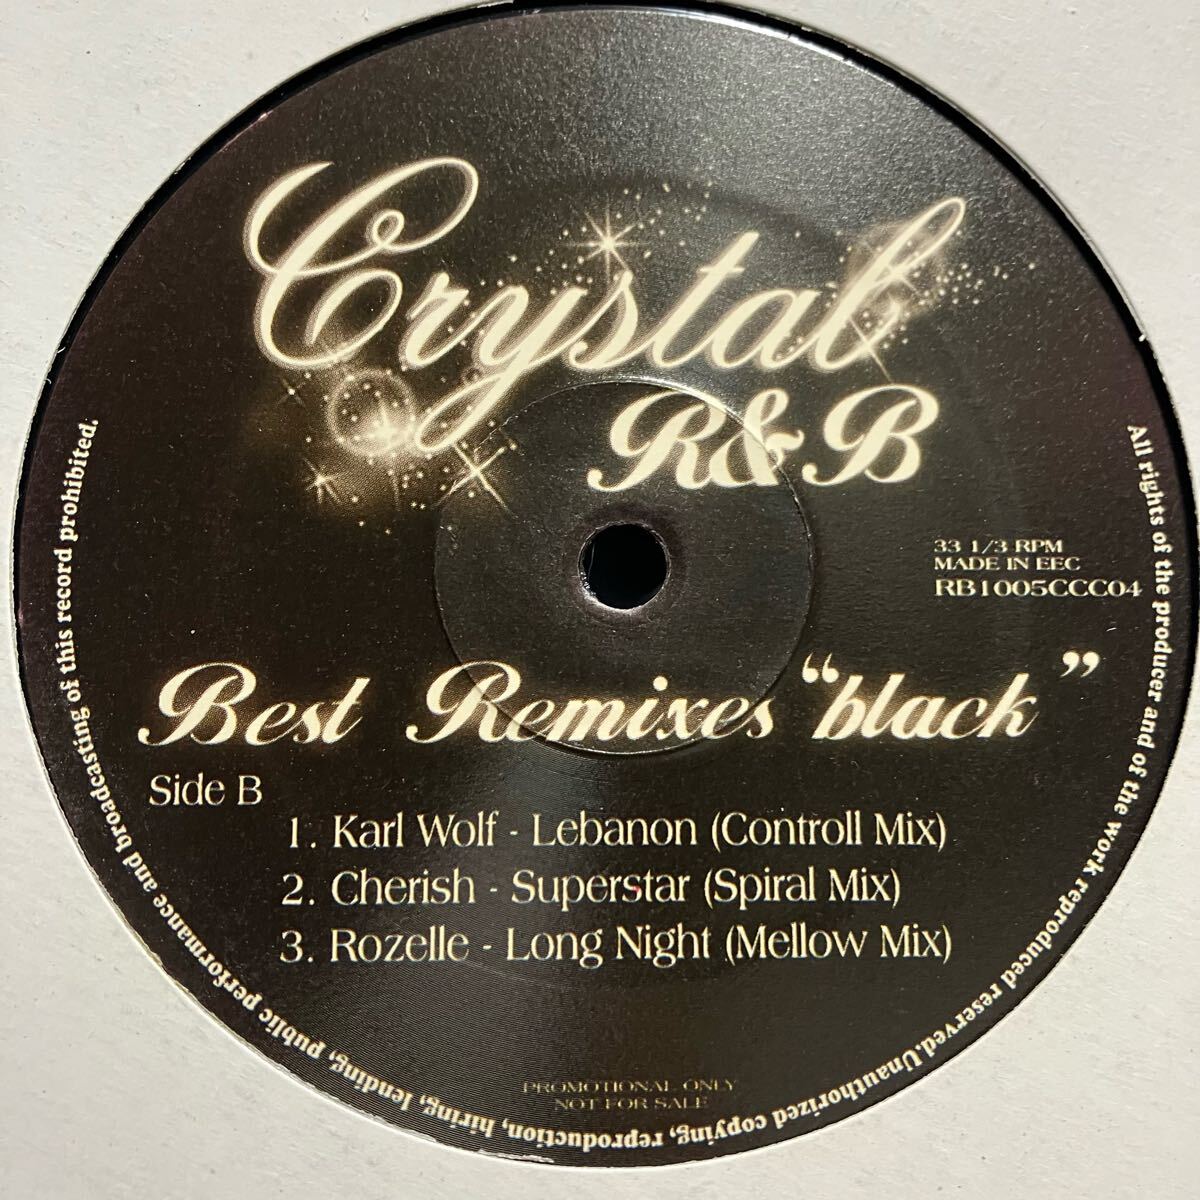 Crystal
R&B
33 1/3 RPM
MADE IN EEC
RB1005CCC04
Best Remixes “black”
Side B
1. Karl Wolf - Lebanon (Controll Mix)
2. Cherish - Superstar (Spiral Mix)
3. Rozelle - Long Night (Mellow Mix)
PROMOTIONAL ONLY
NOT FOR SALE
All rights of the producer and of the work reproduced reserved.Unauthorized copying, reproduction, hiring, lending, public performance and broadcasting of this record prohibited.